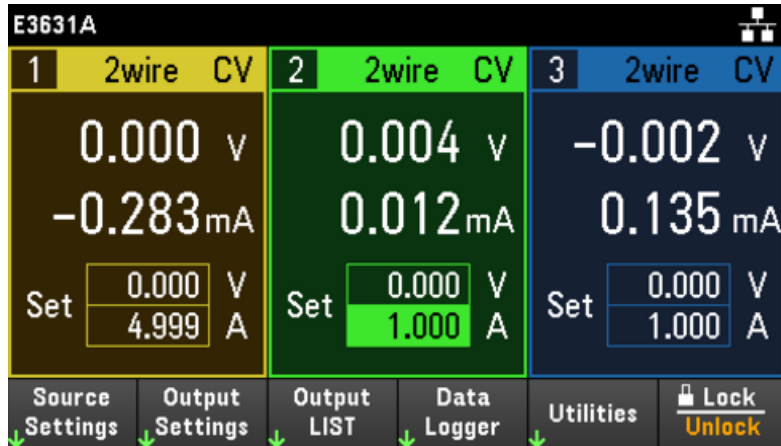 E3631A
1 2wire CV
0.000 V
-0.283mA
Set 0.000 V
4.999 A
2 2wire CV
0.004 V
0.012mA
Set 0.000 V
1.000 A
3 2wire CV
-0.002 V
0.135 mA
Set 0.000 V
1.000 A
Source
Settings
Output
Settings
Output
LIST
Data
Logger
Utilities
Lock
Unlock